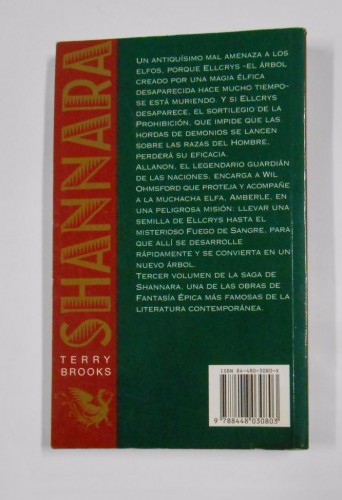 SHANNARA
TERRY
BROOKS
UN ANTIQUÍSIMO MAL AMENAZA A LOS
ELFOS, PORQUE ELLCRYS -EL ÁRBOL
CREADO POR UNA MAGIA ÉLFICA
DESAPARECIDA HACE MUCHO TIEMPO-
SE ESTÁ MURIENDO. Y SI ELLCRYS
DESAPARECE, EL SORTILEGIO DE LA
PROHIBICIÓN, QUE IMPIDE QUE LAS
HORDAS DE DEMONIOS SE LANCEN
SOBRE LAS RAZAS DEL HOMBRE,
PERDERÁ SU EFICACIA.
ALLANON, EL LEGENDARIO GUARDIÁN
DE LAS NACIONES, ENCARGA A WIL
OHMSFORD QUE PROTEJA Y ACOMPAÑE
A LA MUCHACHA ELFA, AMBERLE, EN
UNA PELIGROSA MISIÓN: LLEVAR UNA
SEMILLA DE ELLCRYS HASTA EL
MISTERIOSO FUEGO DE SANGRE, PARA
QUE ALLÍ SE DESARROLLE
RÁPIDAMENTE Y SE CONVIERTA EN UN
NUEVO ÁRBOL.
TERCER VOLUMEN DE LA SAGA DE
SHANNARA, UNA DE LAS OBRAS DE
FANTASÍA ÉPICA MÁS FAMOSAS DE LA
LITERATURA CONTEMPORÁNEA.
ISBN 84-480-3080-X
9 788448 030803